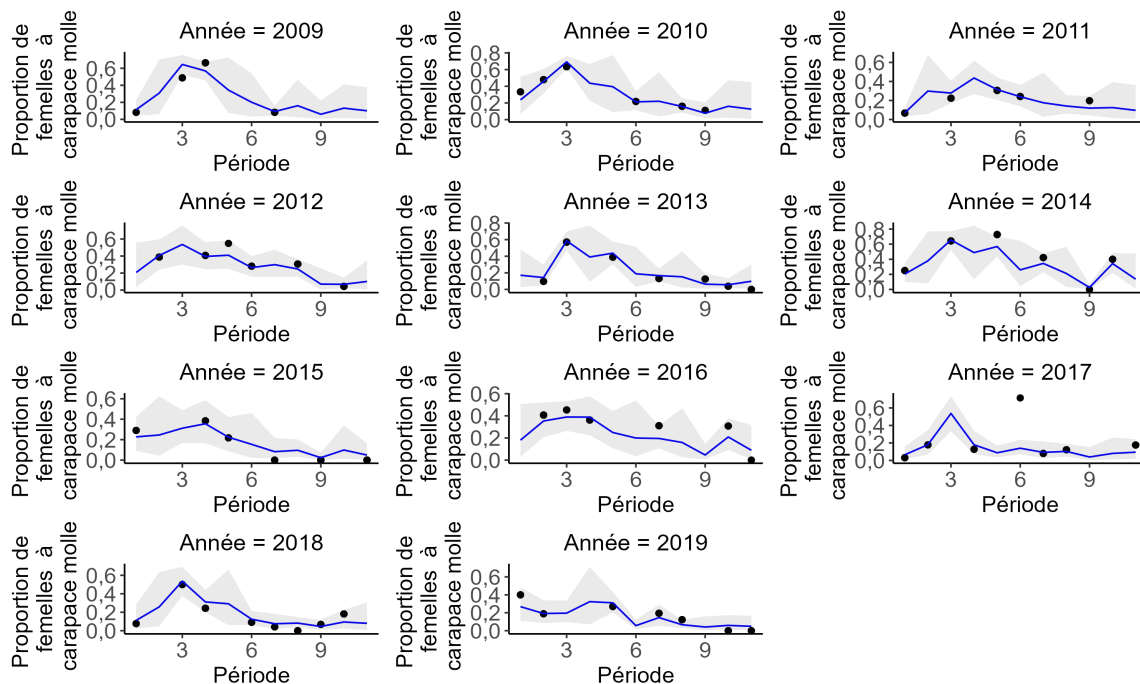 Année = 2009
Proportion de
femelles à
carapace molle
0,6
0,4
0,2
0,0
3 6 9
Période
Année = 2010
Proportion de
femelles à
carapace molle
0,8
0,6
0,4
0,2
0,0
3 6 9
Période
Année = 2011
Proportion de
femelles à
carapace molle
0,6
0,4
0,2
0,0
3 6 9
Période
Année = 2012
Proportion de
femelles à
carapace molle
0,6
0,4
0,2
0,0
3 6 9
Période
Année = 2013
Proportion de
femelles à
carapace molle
0,8
0,6
0,4
0,2
0,0
3 6 9
Période
Année = 2014
Proportion de
femelles à
carapace molle
0,8
0,6
0,4
0,2
0,0
3 6 9
Période
Année = 2015
Proportion de
femelles à
carapace molle
0,6
0,4
0,2
0,0
3 6 9
Période
Année = 2016
Proportion de
femelles à
carapace molle
0,6
0,4
0,2
0,0
3 6 9
Période
Année = 2017
Proportion de
femelles à
carapace molle
0,6
0,4
0,2
0,0
3 6 9
Période
Année = 2018
Proportion de
femelles à
carapace molle
0,6
0,4
0,2
0,0
3 6 9
Période
Année = 2019
Proportion de
femelles à
carapace molle
0,6
0,4
0,2
0,0
3 6 9
Période